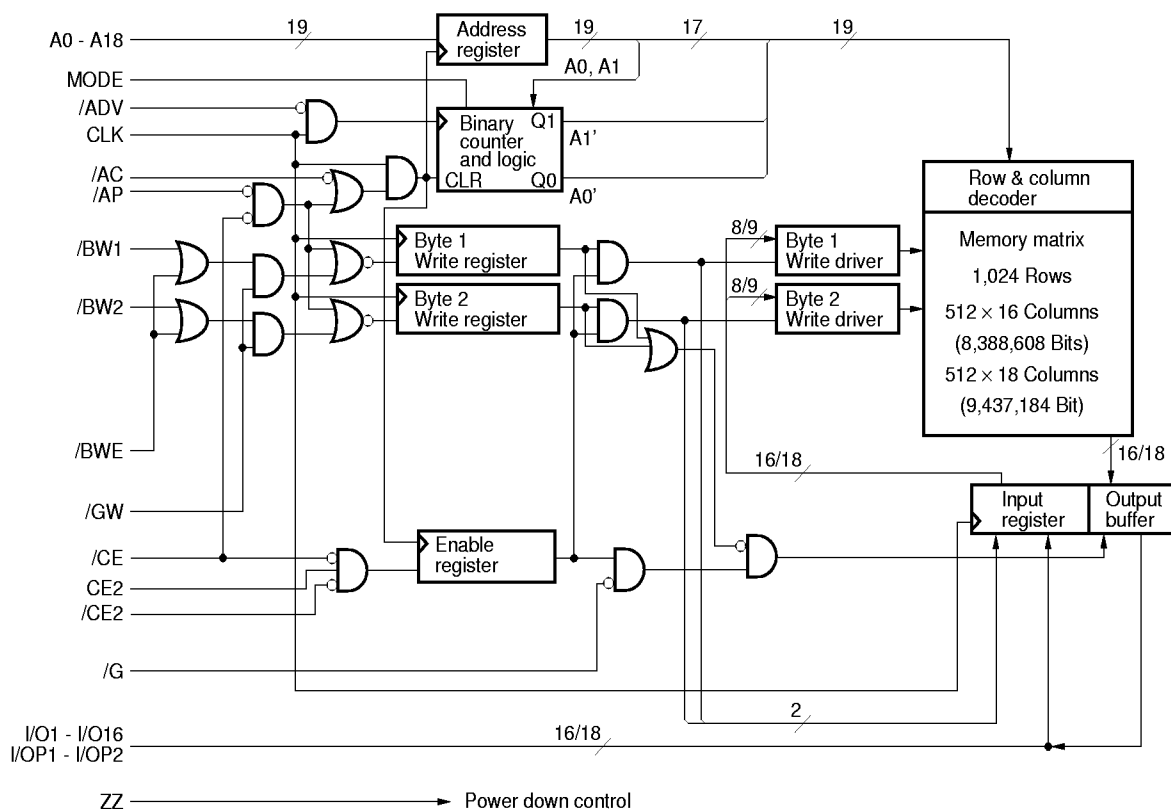 19
A0 - A18
Address
register
19
17
19
A0, A1
MODE
/ADV
CLK
Binary
counter
and logic
Q1
CLR
Q0
A1’
A0’
/AC
/AP
/BW1
/BW2
Byte 1
Write register
Byte 2
Write register
8/9
Byte 1
Write driver
8/9
Byte 2
Write driver
Row & column
decoder
Memory matrix
1,024 Rows
512 × 16 Columns
(8,388,608 Bits)
512 × 18 Columns
(9,437,184 Bit)
/BWE
16/18
16/18
/GW
Input
register
Output
buffer
/CE
CE2
/CE2
Enable
register
/G
2
I/O1 - I/O16
I/OP1 - I/OP2
16/18
ZZ
Power down control